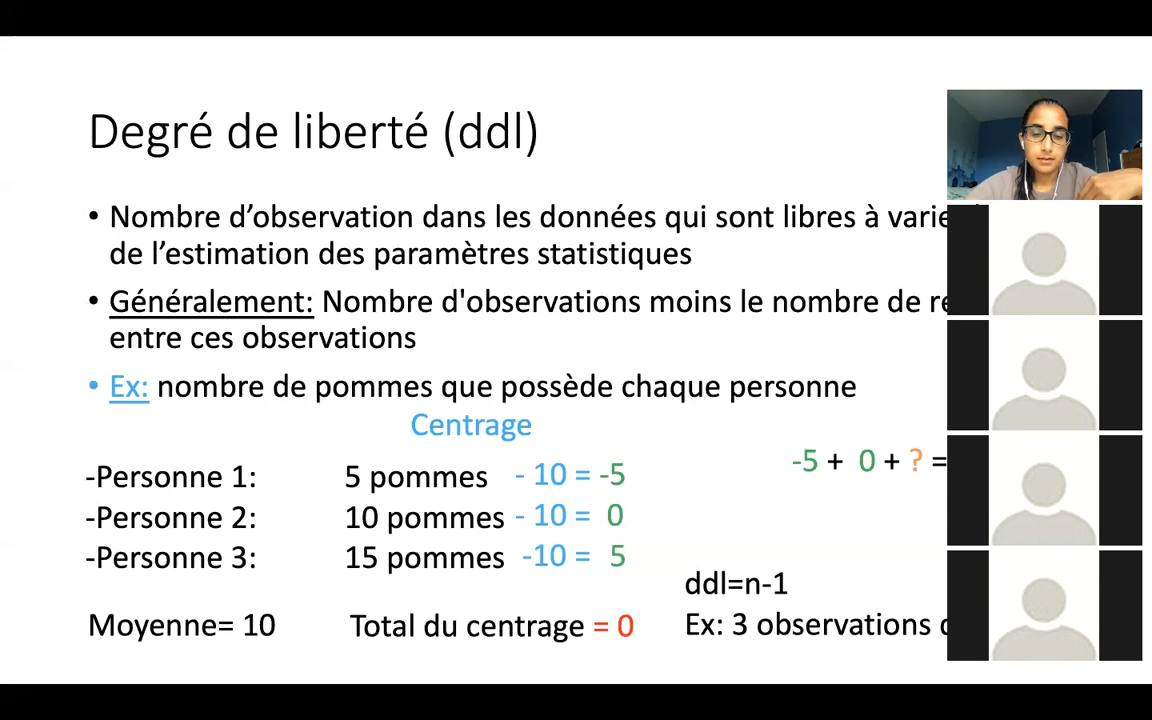 Degré de liberté (ddl)
• Nombre d’observation dans les données qui sont libres à
de l’estimation des paramètres statistiques
• Généralement: Nombre d'observations moins le nombre de
entre ces observations
• Ex: nombre de pommes que possède chaque personne
Centrage
-Personne 1: 5 pommes - 10 = -5
-Personne 2: 10 pommes - 10 = 0
-Personne 3: 15 pommes -10 = 5
-5 + 0 + ? =
ddl=n-1
Moyenne= 10 Total du centrage = 0
Ex: 3 observations